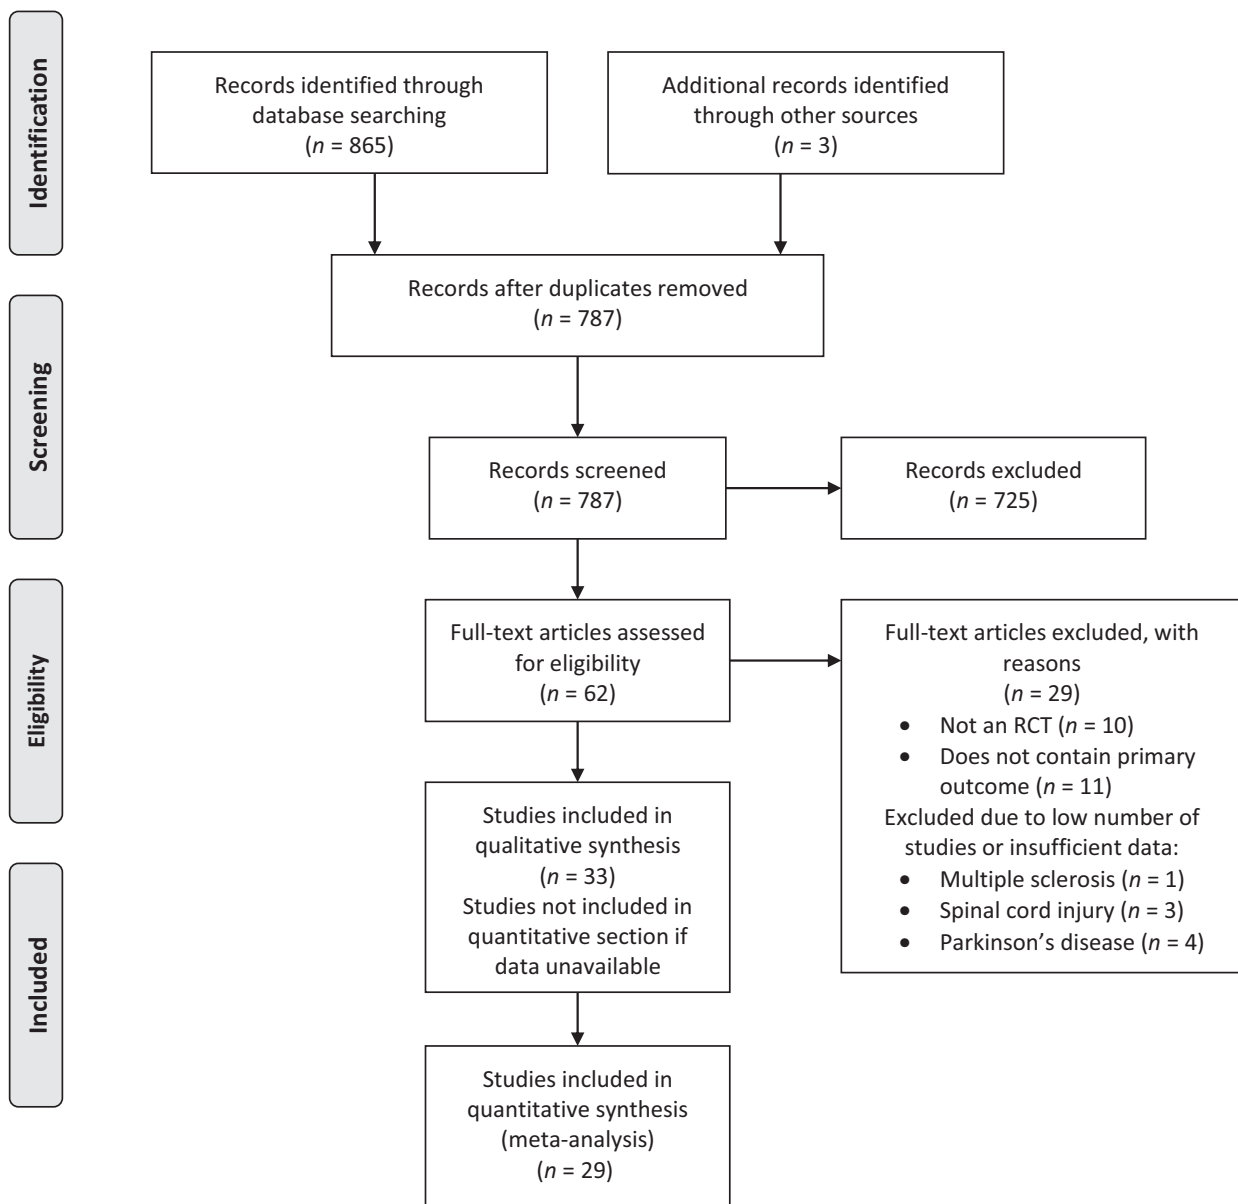 Identification
Records identified through
database searching
(n = 865)
Additional records identified
through other sources
(n = 3)
Records after duplicates removed
(n = 787)
Screening
Records screened
(n = 787)
Records excluded
(n = 725)
Eligibility
Full-text articles assessed
for eligibility
(n = 62)
Full-text articles excluded, with
reasons
(n = 29)
• Not an RCT (n = 10)
• Does not contain primary
outcome (n = 11)
Excluded due to low number of
studies or insufficient data:
• Multiple sclerosis (n = 1)
• Spinal cord injury (n = 3)
• Parkinson’s disease (n = 4)
Studies included in
qualitative synthesis
(n = 33)
Studies not included in
quantitative section if
data unavailable
Included
Studies included in
quantitative synthesis
(meta-analysis)
(n = 29)